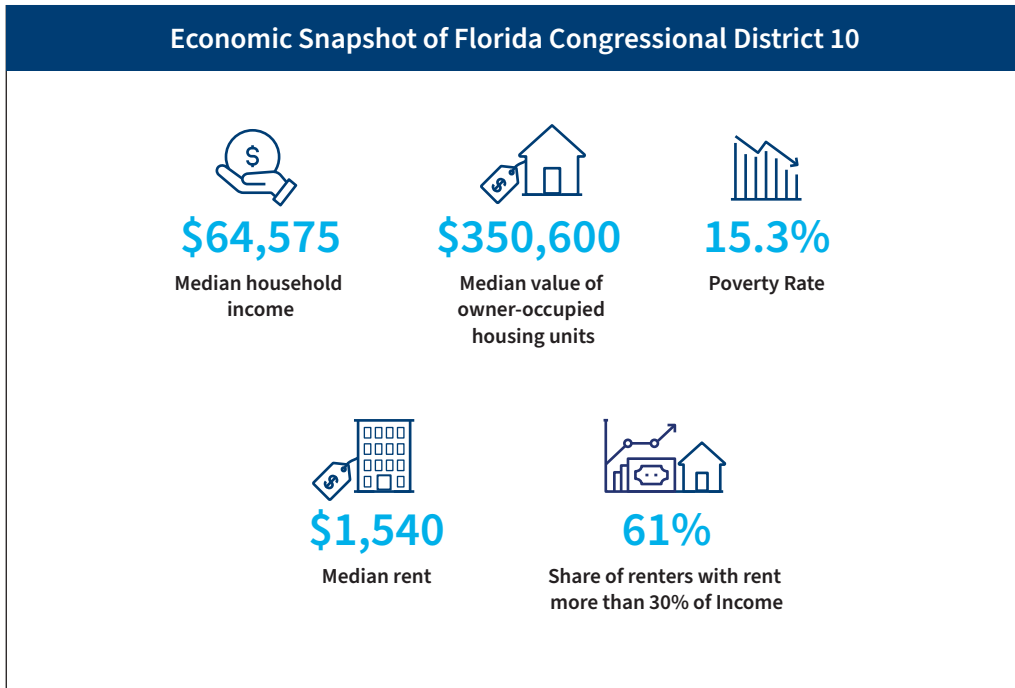 Economic Snapshot of Florida Congressional District 10
$
$
$64,575
$350,600
15.3%
Median household
income
Median value of
owner-occupied
housing units
Poverty Rate
$
$1,540
61%
Median rent
Share of renters with rent
more than 30% of Income